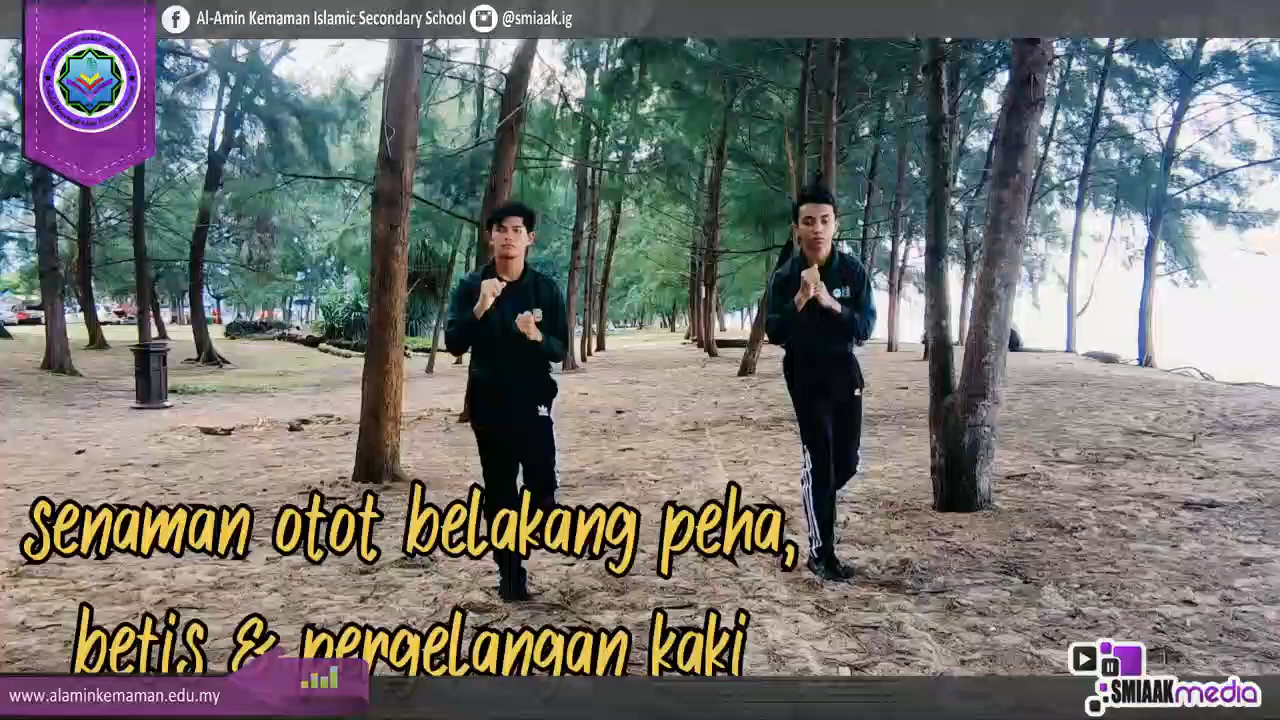 Al-Amin Kemaman Islamic Secondary School @smiaak.ig
senaman otot belakang peha,
betis & pergelangan kaki
www.alaminkemaman.edu.my
SMIAAKmedia